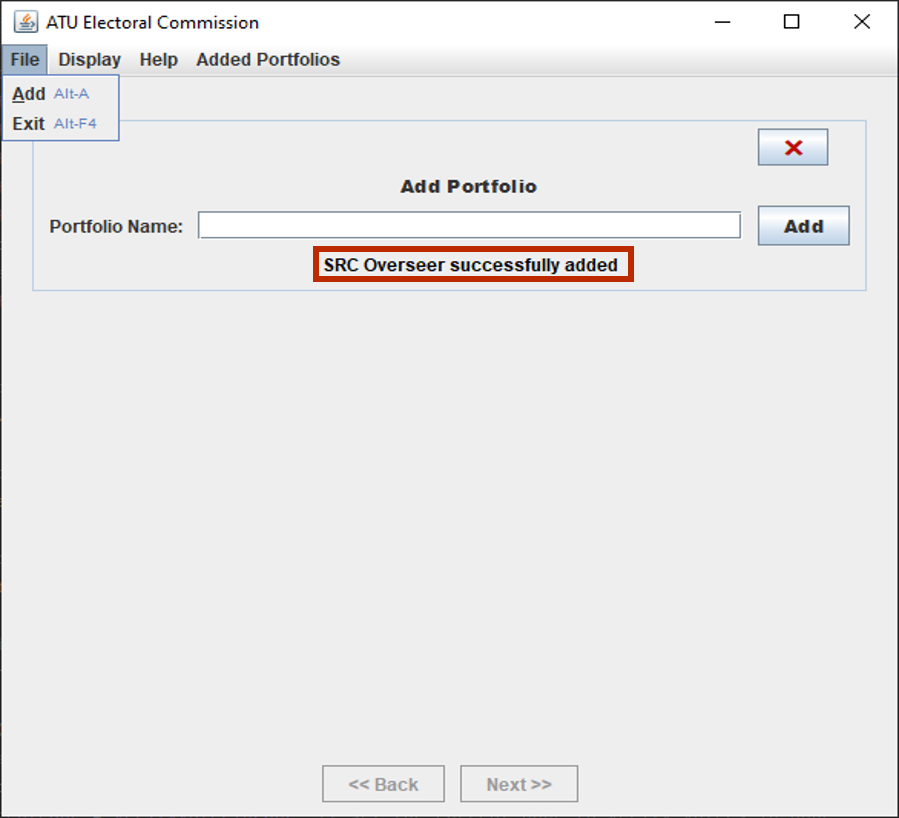 ATU Electoral Commission
File Display Help Added Portfolios
Add Alt-A
Exit Alt-F4
Add Portfolio
Portfolio Name: Add
SRC Overseer successfully added
<< Back Next >>